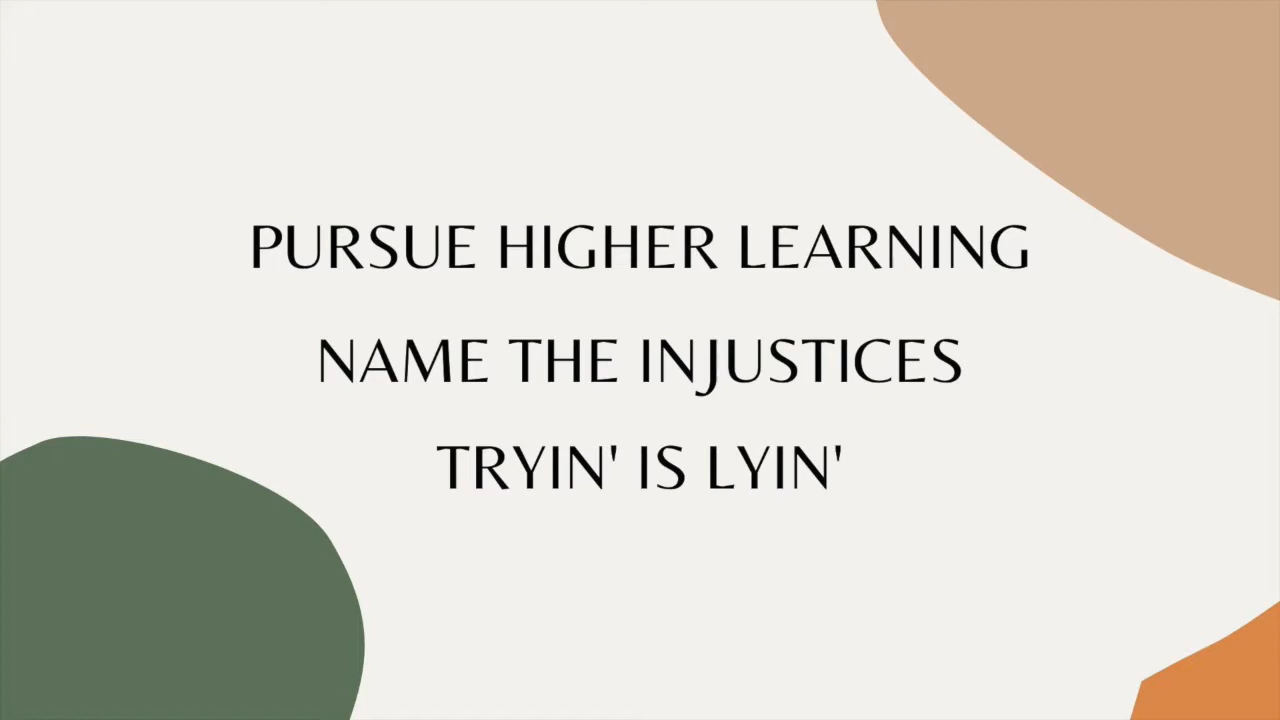 PURSUE HIGHER LEARNING
NAME THE INJUSTICES
TRYIN' IS LYIN'